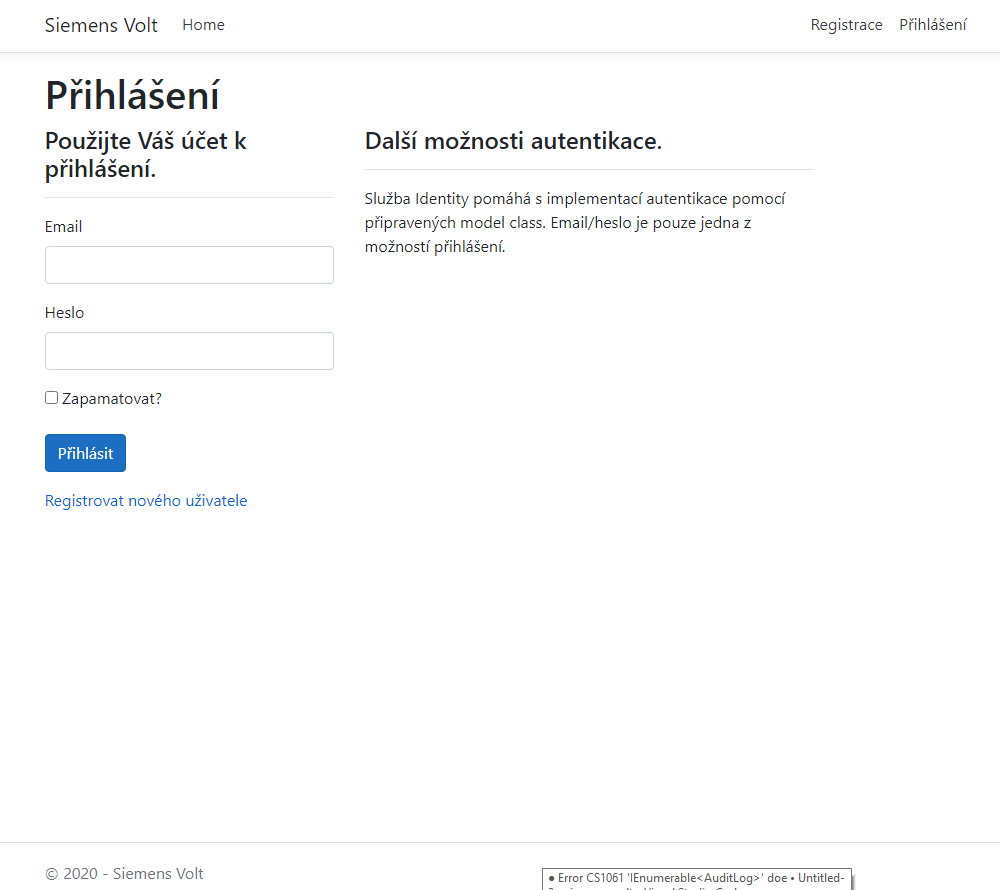 Siemens Volt Home Registrace Přihlášení
Přihlášení
Použijte Váš účet k
přihlášení.
Email
Heslo
Zapamatovat?
Přihlásit
Registrovat nového uživatele
Další možnosti autentikace.
Služba Identity pomáhá s implementací autentikace pomocí
připravených model class. Email/heslo je pouze jedna z
možností přihlášení.
© 2020 - Siemens Volt
● Error CS1061 'IEnumerable<AuditLog>' doe • Untitled-